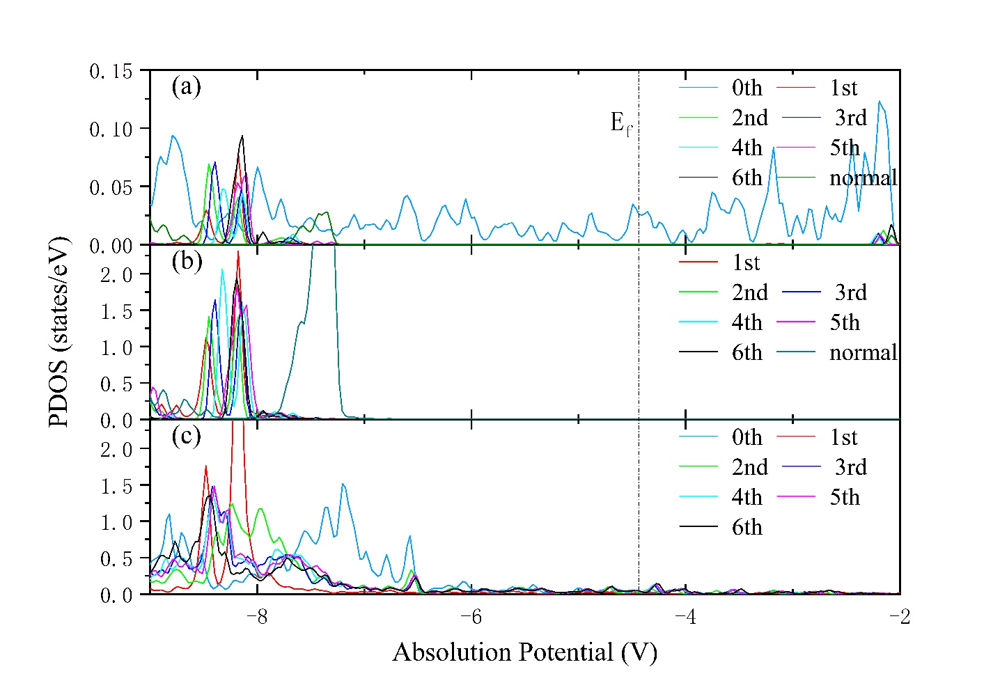 0.15
(a)
0th 1st
0.10
E_f
2nd 3rd
4th 5th
0.05
6th normal
0.00
(b)
1st
2.0
2nd 3rd
1.5
4th 5th
1.0
6th normal
0.5
0.0
PDOS (states/eV)
(c)
0th 1st
2.0
2nd 3rd
1.5
4th 5th
1.0
6th
0.5
0.0
-8 -6 -4 -2
Absolution Potential (V)